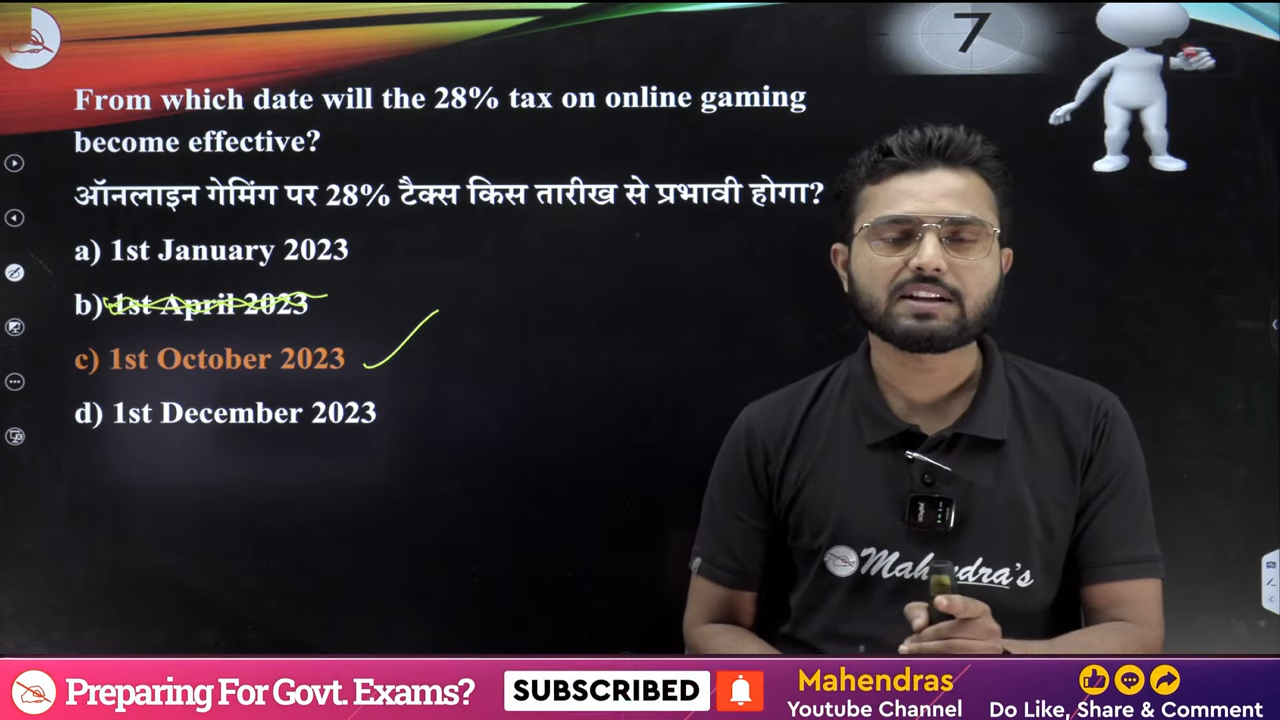 7
From which date will the 28% tax on online gaming
become effective?
ऑनलाइन गेमिंग पर 28% टैक्स किस तारीख से प्रभावी होगा?
a) 1st January 2023
b) 1st April 2023
c) 1st October 2023
d) 1st December 2023
Mahendra's
Preparing For Govt. Exams?
SUBSCRIBED
Mahendras
Youtube Channel
Do Like, Share & Comment